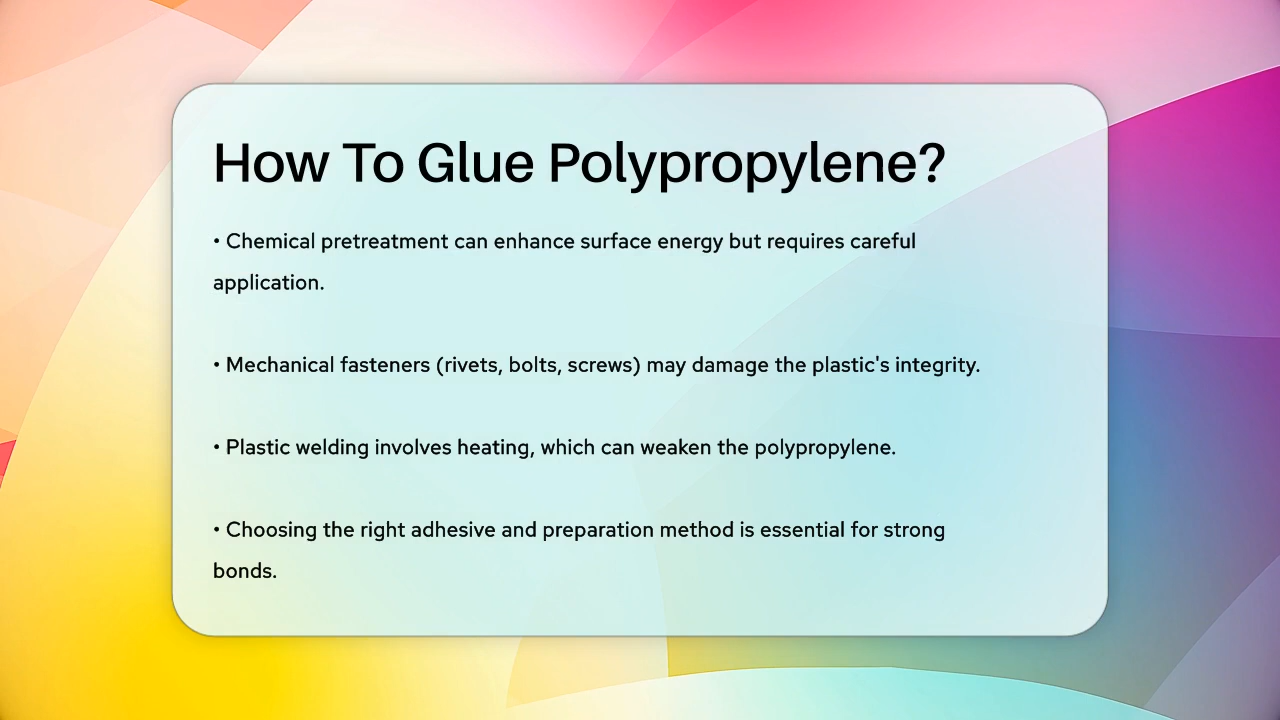 How To Glue Polypropylene?
• Chemical pretreatment can enhance surface energy but requires careful
application.
• Mechanical fasteners (rivets, bolts, screws) may damage the plastic's integrity.
• Plastic welding involves heating, which can weaken the polypropylene.
• Choosing the right adhesive and preparation method is essential for strong
bonds.